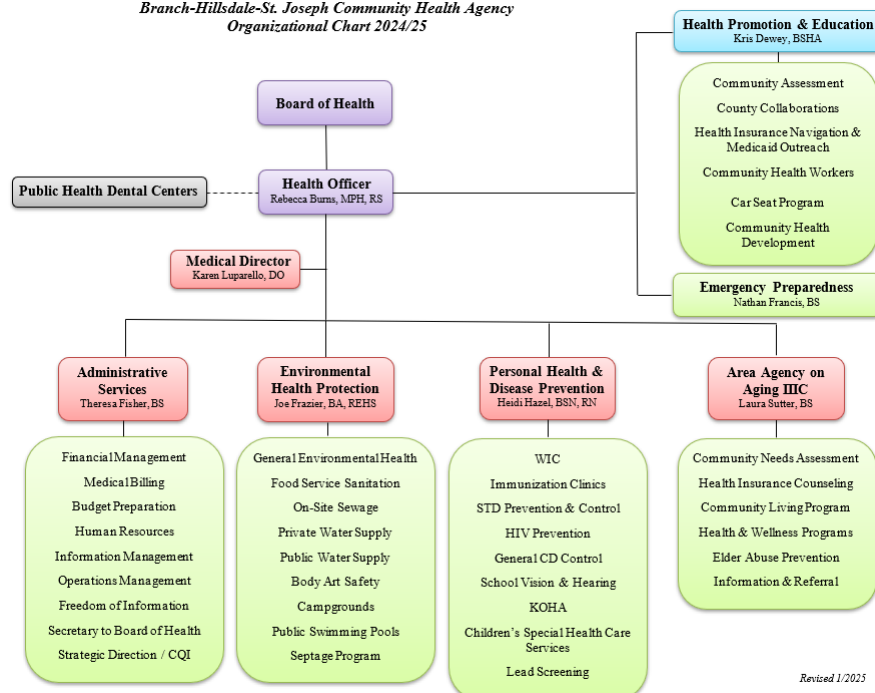 Branch-Hillsdale-St. Joseph Community Health Agency
Organizational Chart 2024/25
Health Promotion & Education
Kris Dewey, BSHA
Community Assessment
County Collaborations
Health Insurance Navigation &
Medicaid Outreach
Community Health Workers
Car Seat Program
Community Health
Development
Board of Health
Public Health Dental Centers
Health Officer
Rebecca Burns, MPH, RS
Medical Director
Karen Luparello, DO
Emergency Preparedness
Nathan Francis, BS
Administrative
Services
Theresa Fisher, BS
Financial Management
Medical Billing
Budget Preparation
Human Resources
Information Management
Operations Management
Freedom of Information
Secretary to Board of Health
Strategic Direction / CQI
Environmental
Health Protection
Joe Frazier, BA, REHS
General Environmental Health
Food Service Sanitation
On-Site Sewage
Private Water Supply
Public Water Supply
Body Art Safety
Campgrounds
Public Swimming Pools
Septage Program
Personal Health &
Disease Prevention
Heidi Hazel, BSN, RN
WIC
Immunization Clinics
STD Prevention & Control
HIV Prevention
General CD Control
School Vision & Hearing
KOHA
Children's Special Health Care
Services
Lead Screening
Area Agency on
Aging IIIC
Laura Sutter, BS
Community Needs Assessment
Health Insurance Counseling
Community Living Program
Health & Wellness Programs
Elder Abuse Prevention
Information & Referral
Revised 1/2025